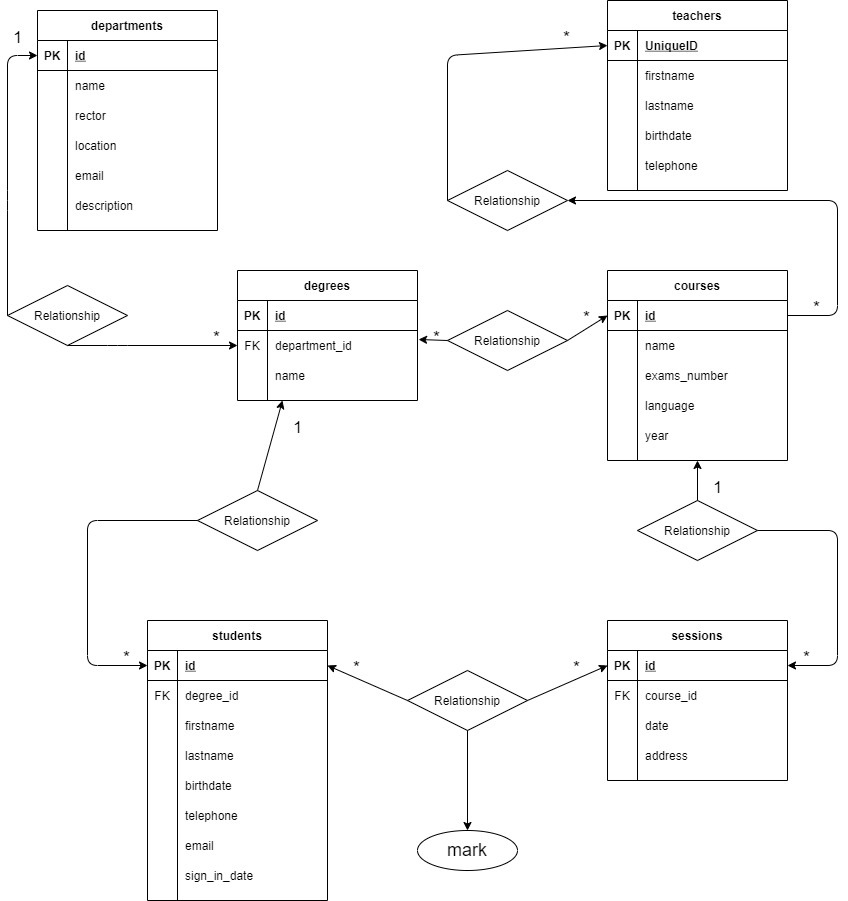 departments
1
PK id
name
rector
location
email
description
teachers
*
PK UniqueID
firstname
lastname
birthdate
telephone
Relationship
Relationship
*
degrees
PK id
FK department_id
name
*
Relationship
*
courses
PK id
name
exams_number
language
year
*
1
Relationship
1
Relationship
students
*
PK id
FK degree_id
firstname
lastname
birthdate
telephone
email
sign_in_date
*
Relationship
*
mark
sessions
PK id
FK course_id
date
address
*